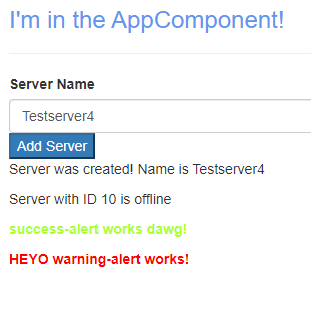 I'm in the AppComponent!
Server Name
Testserver4
Add Server
Server was created! Name is Testserver4
Server with ID 10 is offline
success-alert works dawg!
HEYO warning-alert works!